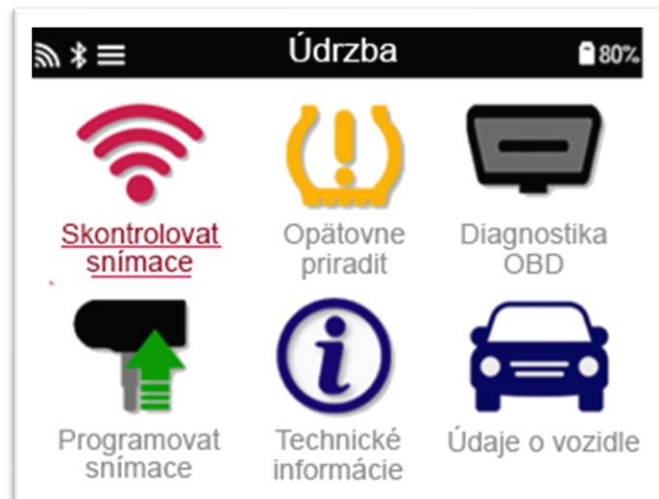 Údrzba
80%
Skontrolovat
snímace
Opätovne
priradit
Diagnostika
OBD
Programovat
snímace
Technické
informácie
Údaje o vozidle